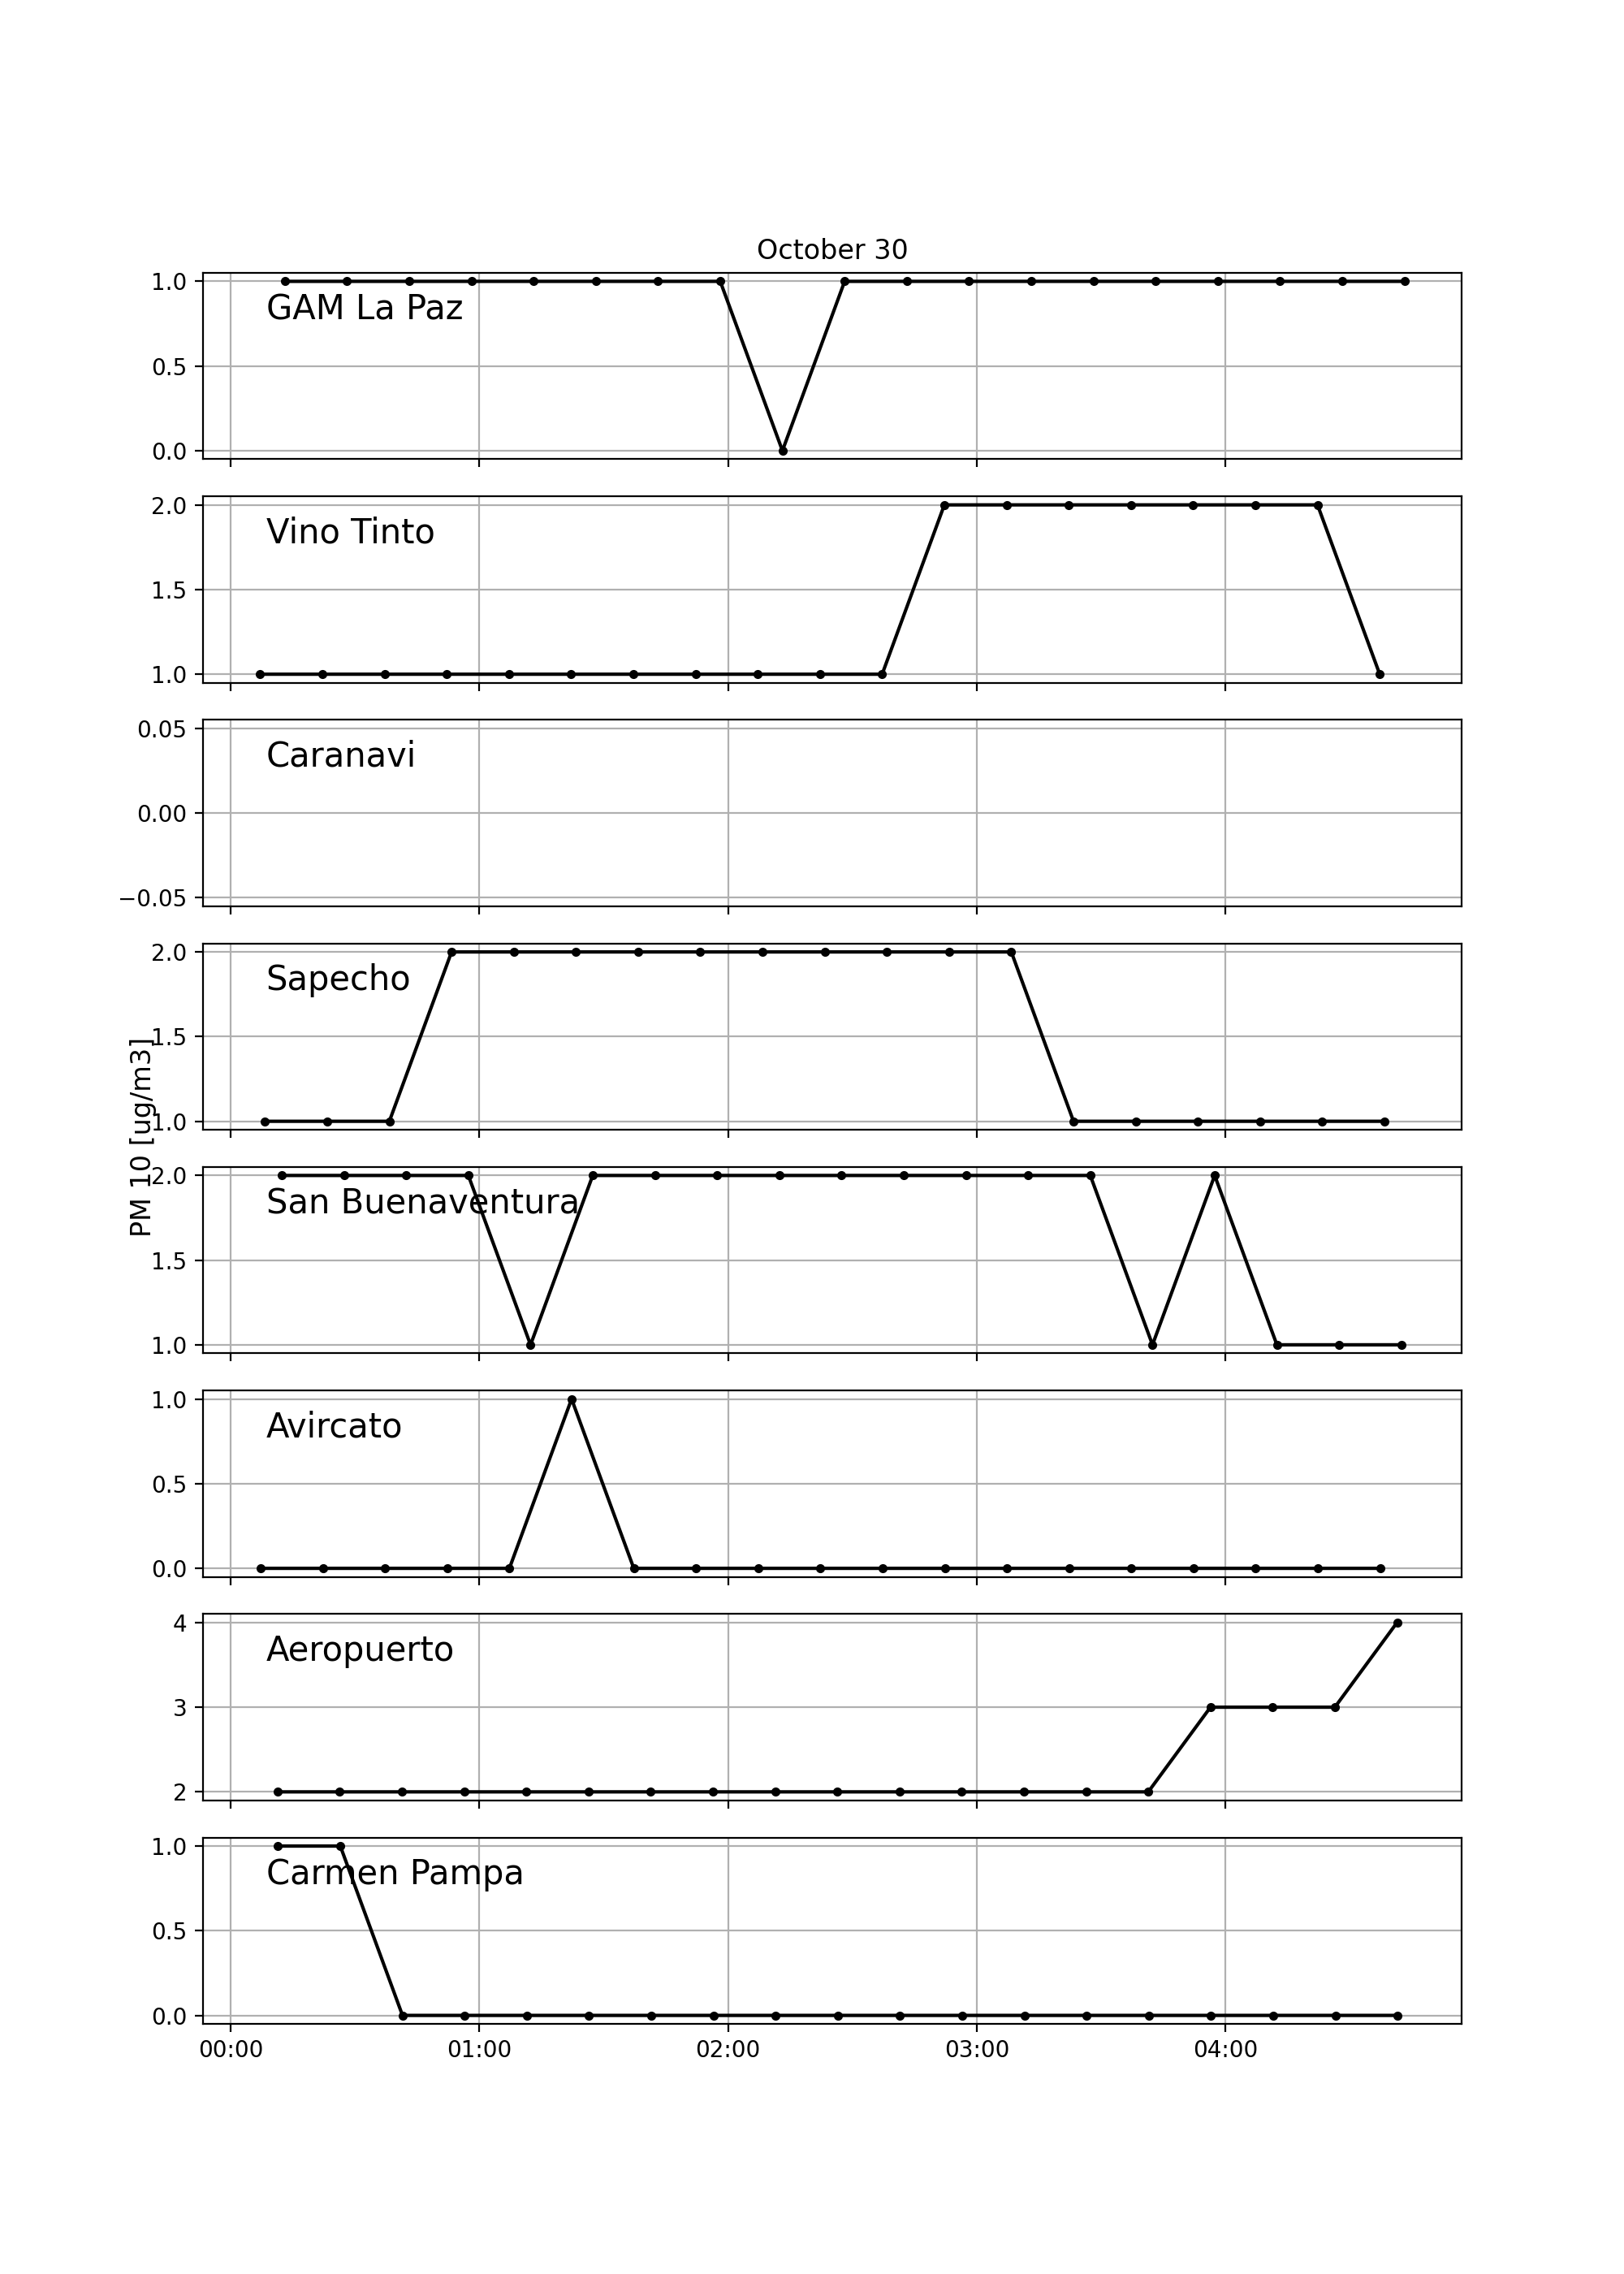 October 30
1.0
GAM La Paz
0.5
0.0
2.0
Vino Tinto
1.5
1.0
0.05
Caranavi
0.00
−0.05
2.0
Sapecho
1.5
1.0
PM 10 [ug/m3]
2.0
San Buenaventura
1.5
1.0
1.0
Avircato
0.5
0.0
4
Aeropuerto
3
2
1.0
Carmen Pampa
0.5
0.0
00:00 01:00 02:00 03:00 04:00